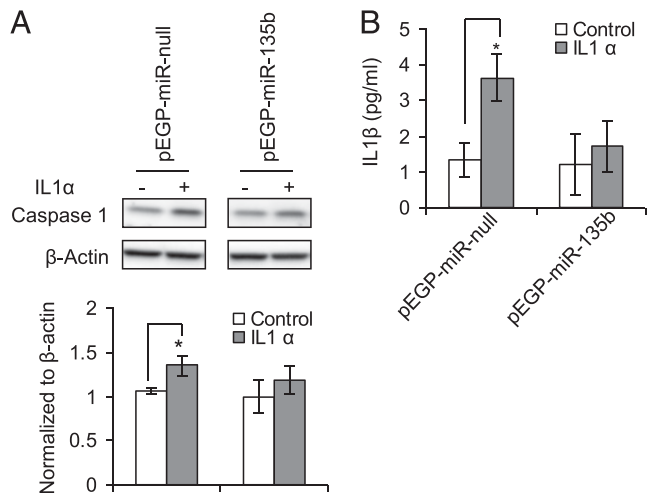 A
pEGP-miR-null
pEGP-miR-135b
IL1α - + - +
Caspase 1
β-Actin
Normalized to β-actin
2
1.5
1
0.5
0
Control
IL1 α
*
B
IL1β (pg/ml)
5
4
3
2
1
0
Control
IL1 α
*
pEGP-miR-null
pEGP-miR-135b